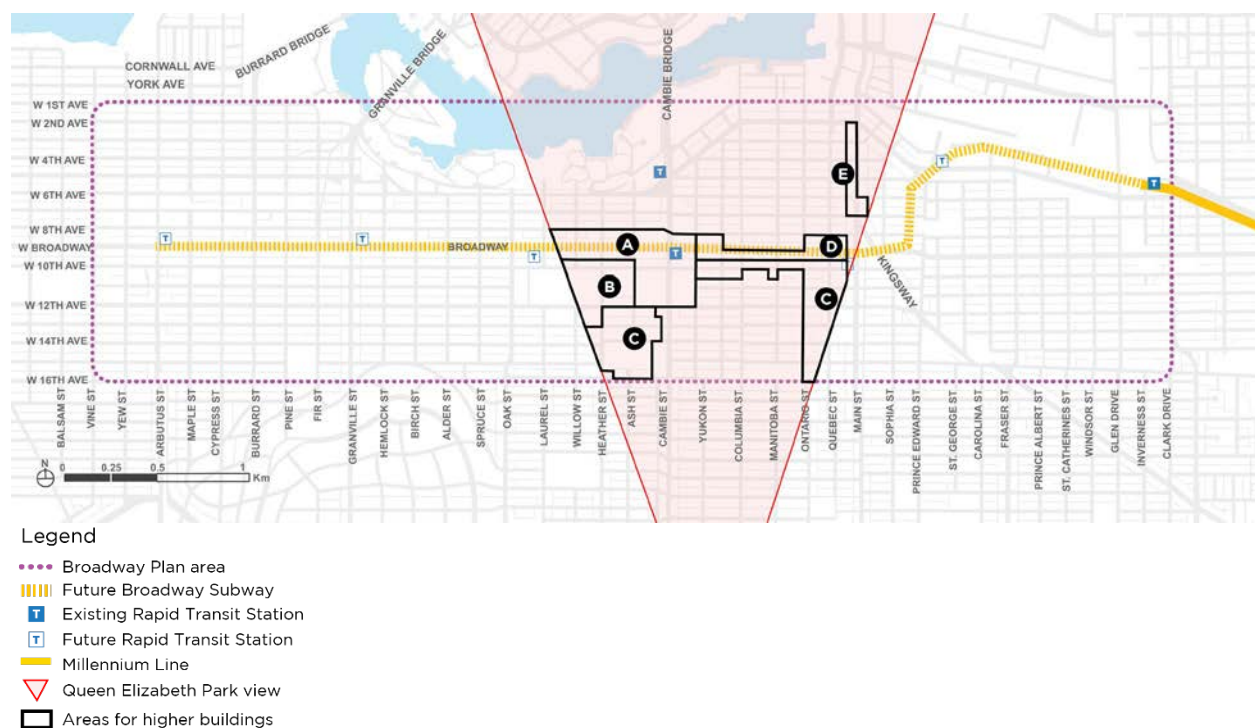 CORNWALL AVE
YORK AVE
BURRARD BRIDGE
GRANVILLE BRIDGE
CAMBIE BRIDGE
W 1ST AVE
W 2ND AVE
W 4TH AVE
W 6TH AVE
W 8TH AVE
W BROADWAY
W 10TH AVE
W 12TH AVE
W 14TH AVE
W 16TH AVE
T
T
T
E
T
T
BROADWAY
A
D
T
T
B
C
KINGSWAY
C
BALSAM ST
VINE ST
YEW ST
ARBUTUS ST
MAPLE ST
CYPRESS ST
BURRARD ST
PINE ST
FIR ST
GRANVILLE ST
HEMLOCK ST
BIRCH ST
ALDER ST
SPRUCE ST
OAK ST
LAUREL ST
WILLOW ST
HEATHER ST
ASH ST
CAMBIE ST
YUKON ST
COLUMBIA ST
MANITOBA ST
ONTARIO ST
QUEBEC ST
MAIN ST
SOPHIA ST
PRINCE EDWARD ST
ST. GEORGE ST
CAROLINA ST
FRASER ST
PRINCE ALBERT ST
ST. CATHERINES ST
WINDSOR ST
GLEN DRIVE
INVERNESS ST
CLARK DRIVE
N
0 0.25 0.5 1
Km
Legend
Broadway Plan area
Future Broadway Subway
T Existing Rapid Transit Station
T Future Rapid Transit Station
Millennium Line
Queen Elizabeth Park view
Areas for higher buildings